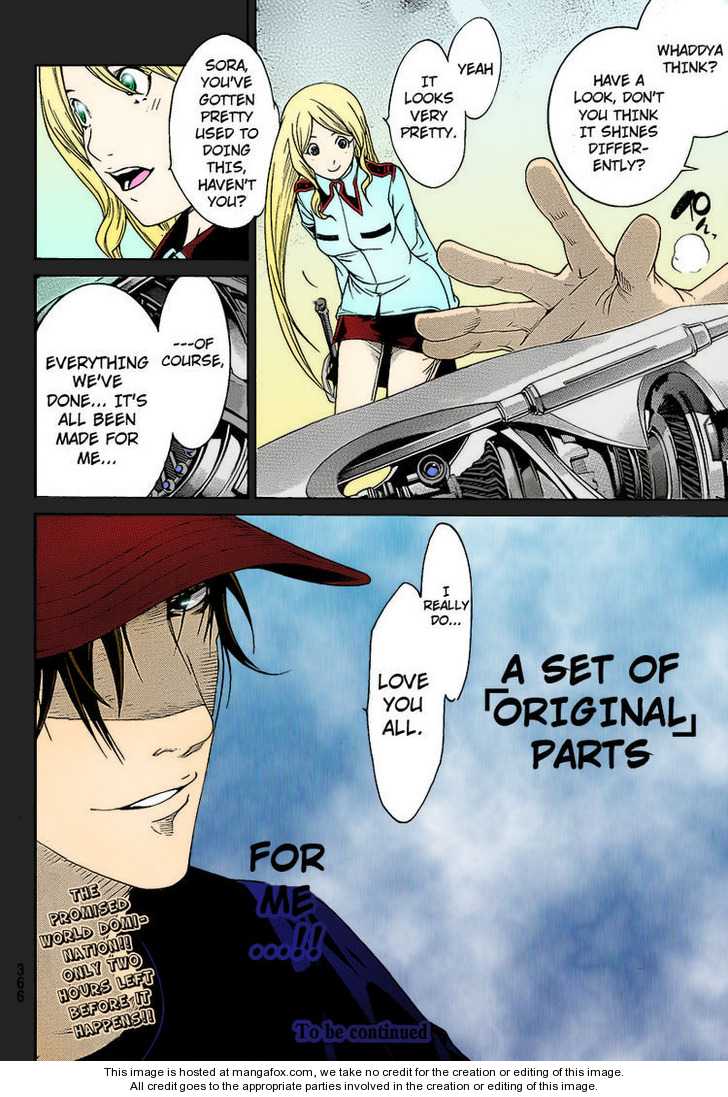 WHADDYA
THINK?
HAVE A
LOOK, DON'T
YOU THINK
IT SHINES
DIFFER-
ENTLY?
YEAH
IT
LOOKS
VERY
PRETTY.
SORA,
YOU'VE
GOTTEN
PRETTY
USED TO
DOING
THIS,
HAVEN'T
YOU?
---OF
COURSE,
EVERYTHING
WE'VE
DONE... IT'S
ALL BEEN
MADE FOR
ME...
A SET OF
「ORIGINAL」
PARTS
I
REALLY
DO...
LOVE
YOU
ALL.
FOR
ME
...!!
THE
PROMISED
WORLD DOMI-
NATION!!
ONLY TWO
HOURS LEFT
BEFORE IT
HAPPENS!!
To be continued
366
This image is hosted at mangafox.com, we take no credit for the creation or editing of this image.
All credit goes to the appropriate parties involved in the creation or editing of this image.